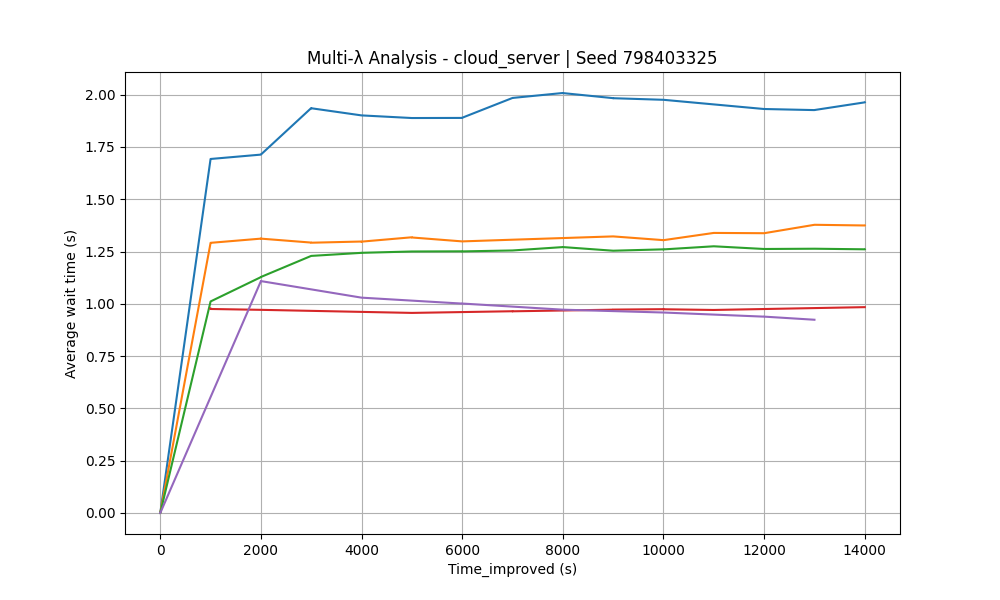 Multi-λ Analysis - cloud_server | Seed 798403325
Average wait time (s)
2.00
1.75
1.50
1.25
1.00
0.75
0.50
0.25
0.00
0 2000 4000 6000 8000 10000 12000 14000
Time_improved (s)